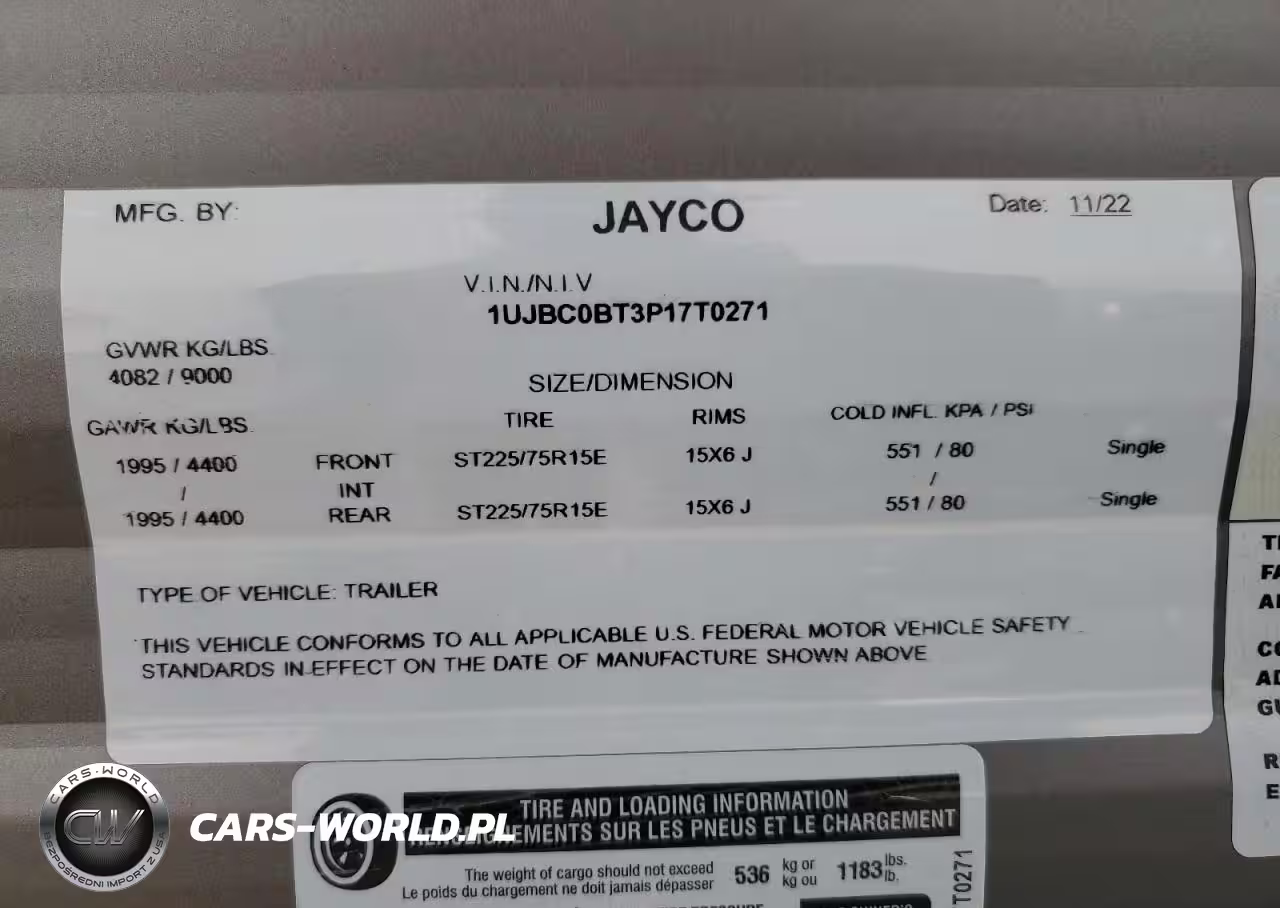 MFG. BY: JAYCO Date: 11/22
V.I.N./N.I.V
1UJBC0BT3P17T0271
GVWR KG/LBS
4082 / 9000
SIZE/DIMENSION
GAWR KG/LBS. TIRE RIMS COLD INFL. KPA / PSI
1995 / 4400 FRONT ST225/75R15E 15X6 J 551 / 80 Single
/ INT /
1995 / 4400 REAR ST225/75R15E 15X6 J 551 / 80 Single
TYPE OF VEHICLE: TRAILER
THIS VEHICLE CONFORMS TO ALL APPLICABLE U.S. FEDERAL MOTOR VEHICLE SAFETY
STANDARDS IN EFFECT ON THE DATE OF MANUFACTURE SHOWN ABOVE
TIRE AND LOADING INFORMATION
RENSEIGNEMENTS SUR LES PNEUS ET LE CHARGEMENT
The weight of cargo should not exceed 536 kg or 1183 lbs.
Le poids du chargement ne doit jamais dépasser kg ou lb.
T0271
CARS-WORLD
CW
BEZPOŚREDNI IMPORT Z USA
CARS-WORLD.PL